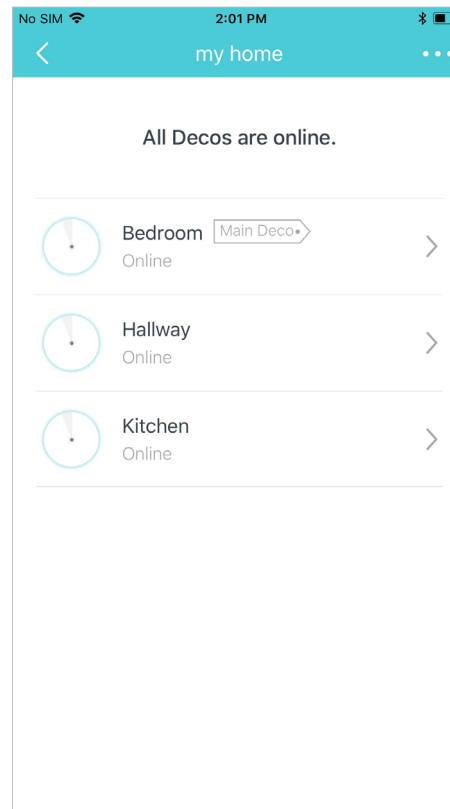 No SIM 2:01 PM
my home
All Decos are online.
Bedroom Main Deco
Online
Hallway
Online
Kitchen
Online